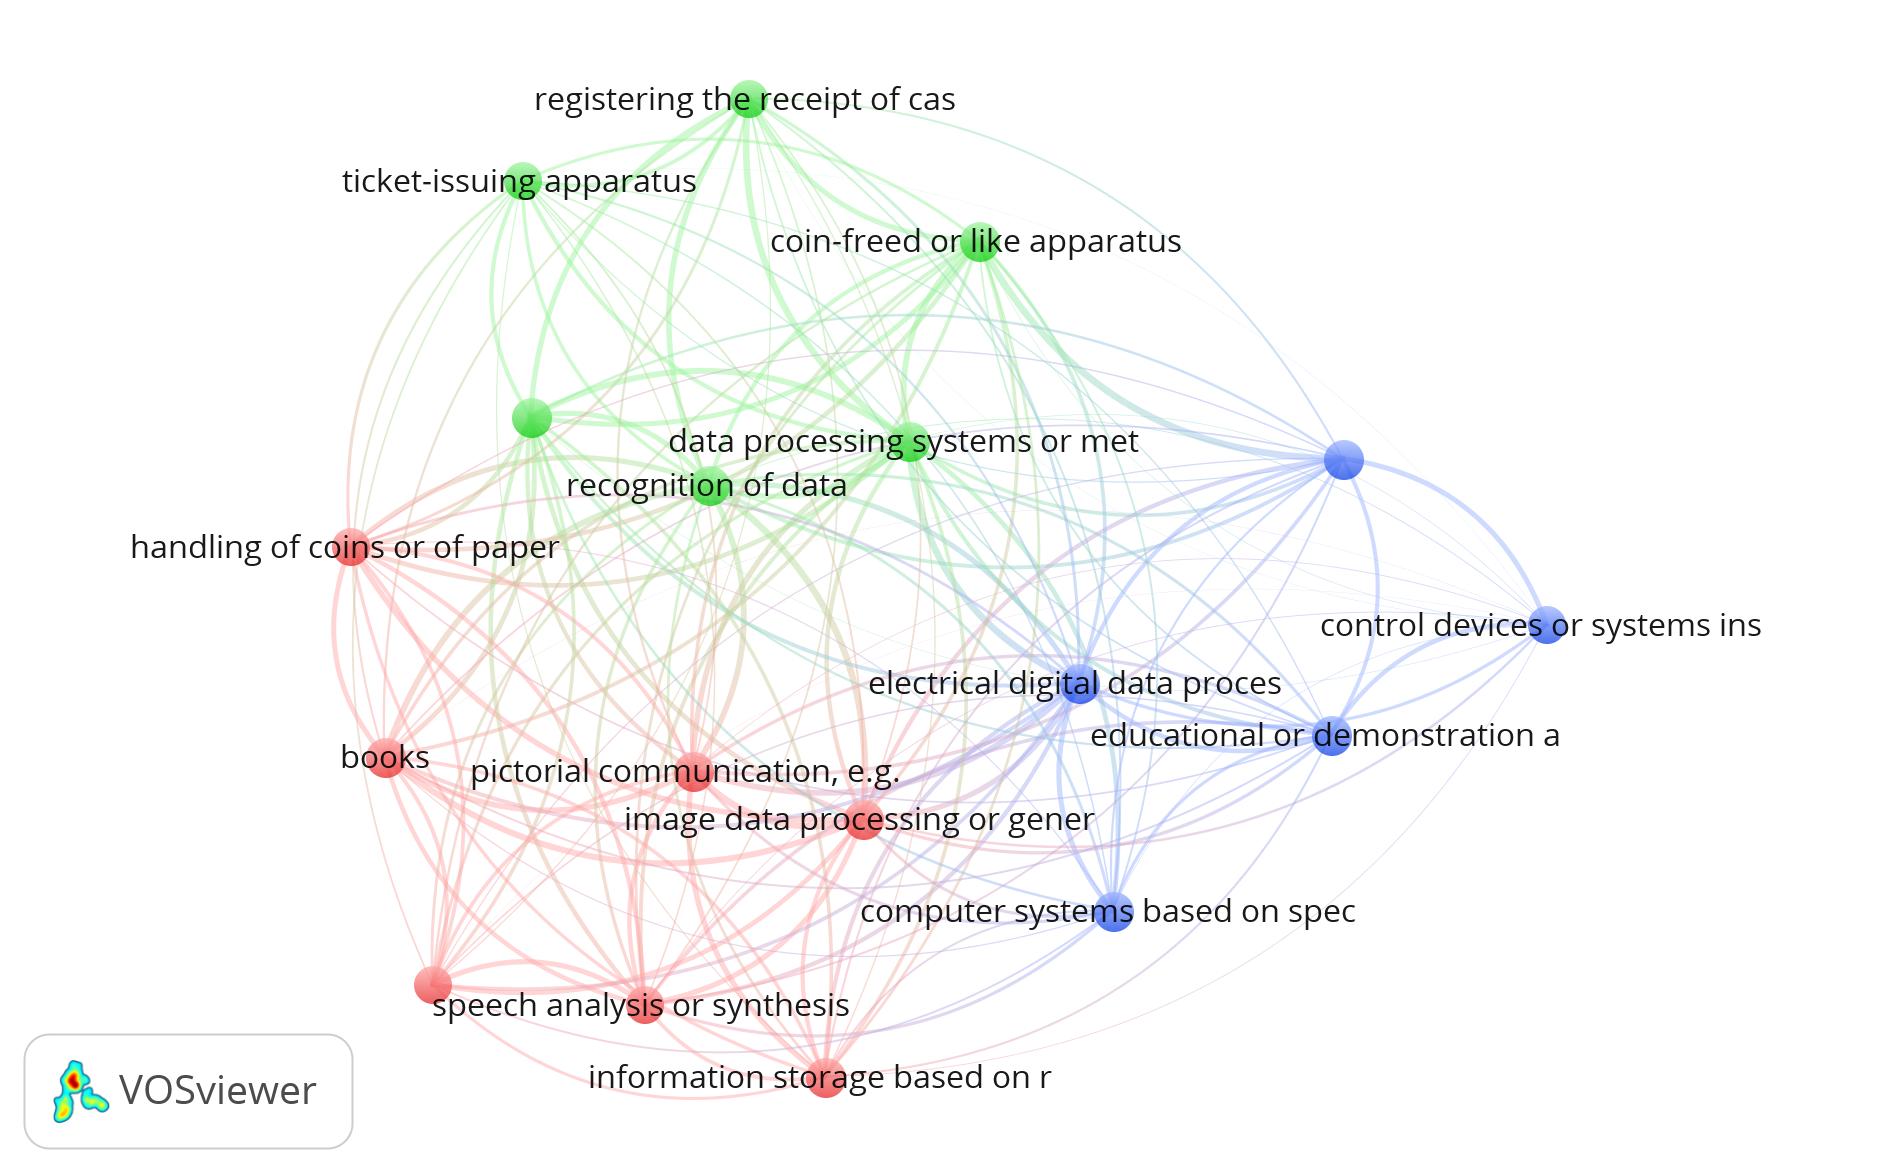 registering the receipt of cas
ticket-issuing apparatus
coin-freed or like apparatus
data processing systems or met
recognition of data
handling of coins or of paper
control devices or systems ins
electrical digital data proces
educational or demonstration a
books
pictorial communication, e.g.
image data processing or gener
computer systems based on spec
speech analysis or synthesis
information storage based on r
VOSviewer